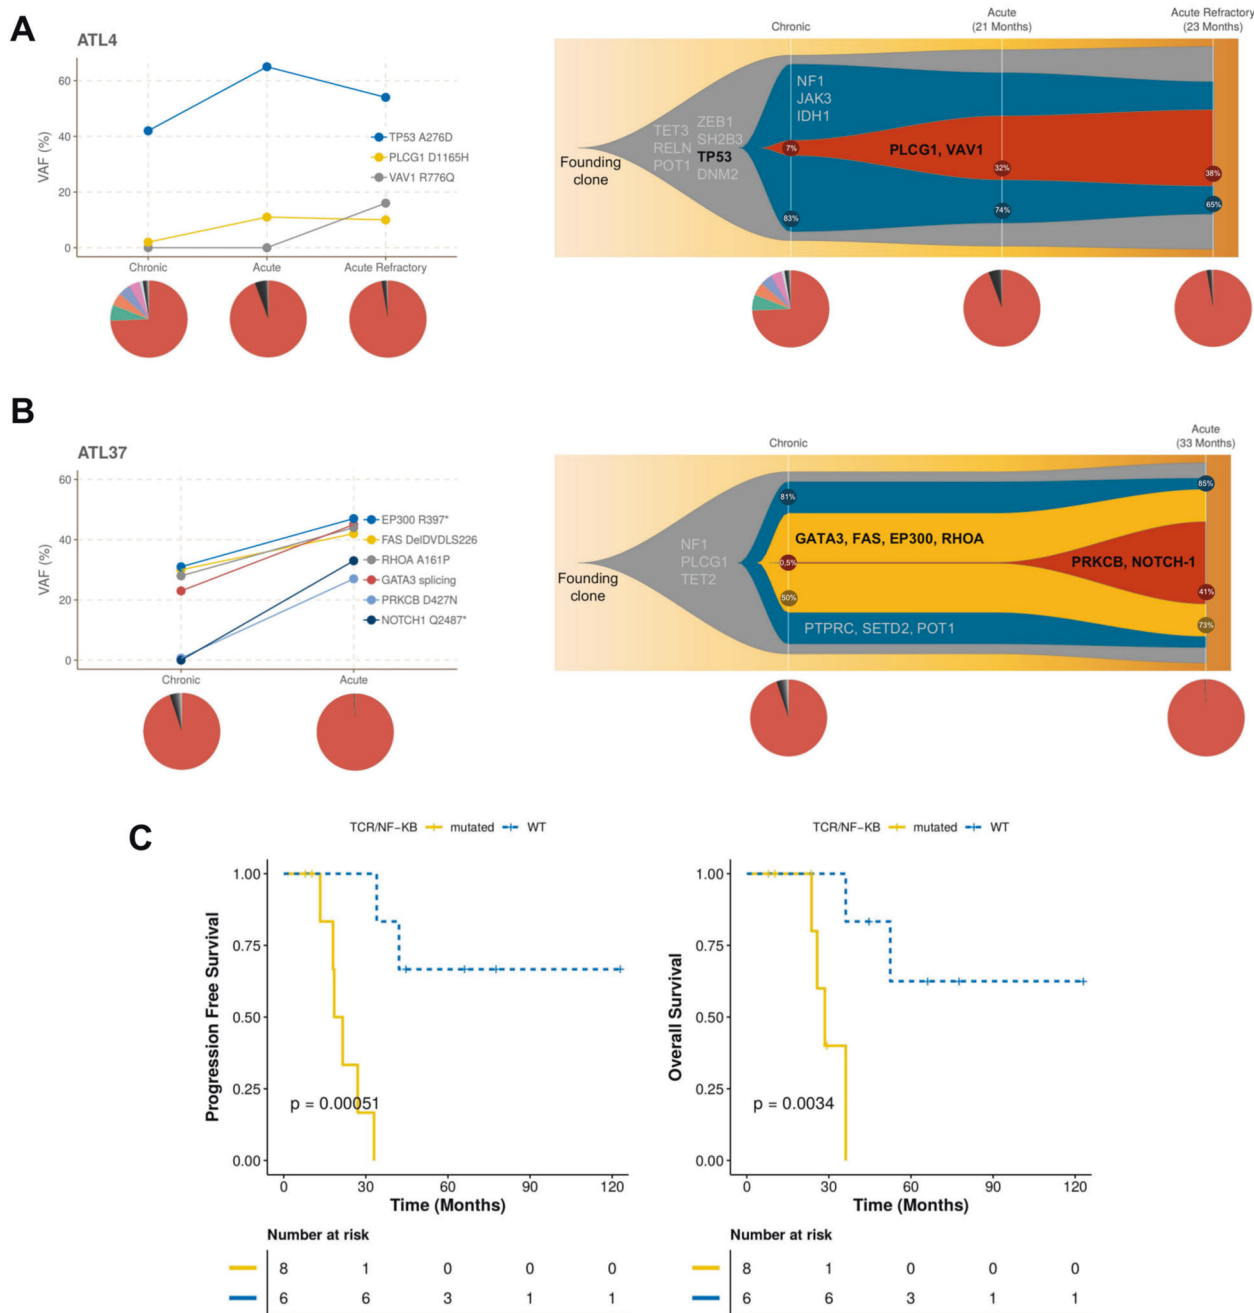 A
ATL4
VAF (%)
60
40
20
0
TP53 A276D
PLCG1 D1165H
VAV1 R776Q
Chronic
Acute
Acute Refractory
Chronic
Acute
(21 Months)
Acute Refractory
(23 Months)
Founding
clone
TET3
RELN
POT1
ZEB1
SH2B3
TP53
DNM2
NF1
JAK3
IDH1
PLCG1, VAV1
7%
83%
32%
74%
38%
65%
B
ATL37
VAF (%)
60
40
20
0
EP300 R397*
FAS DelDVDLS226
RHOA A161P
GATA3 splicing
PRKCB D427N
NOTCH1 Q2487*
Chronic
Acute
Chronic
Acute
(33 Months)
Founding
clone
NF1
PLCG1
TET2
81%
GATA3, FAS, EP300, RHOA
0,5%
50%
PTPRC, SETD2, POT1
PRKCB, NOTCH-1
85%
41%
73%
C
TCR/NF−KB mutated WT
Progression Free Survival
1.00
0.75
0.50
0.25
0.00
p = 0.00051
0 30 60 90 120
Time (Months)
Number at risk
8 1 0 0 0
6 6 3 1 1
TCR/NF−KB mutated WT
Overall Survival
1.00
0.75
0.50
0.25
0.00
p = 0.0034
0 30 60 90 120
Time (Months)
Number at risk
8 1 0 0 0
6 6 3 1 1